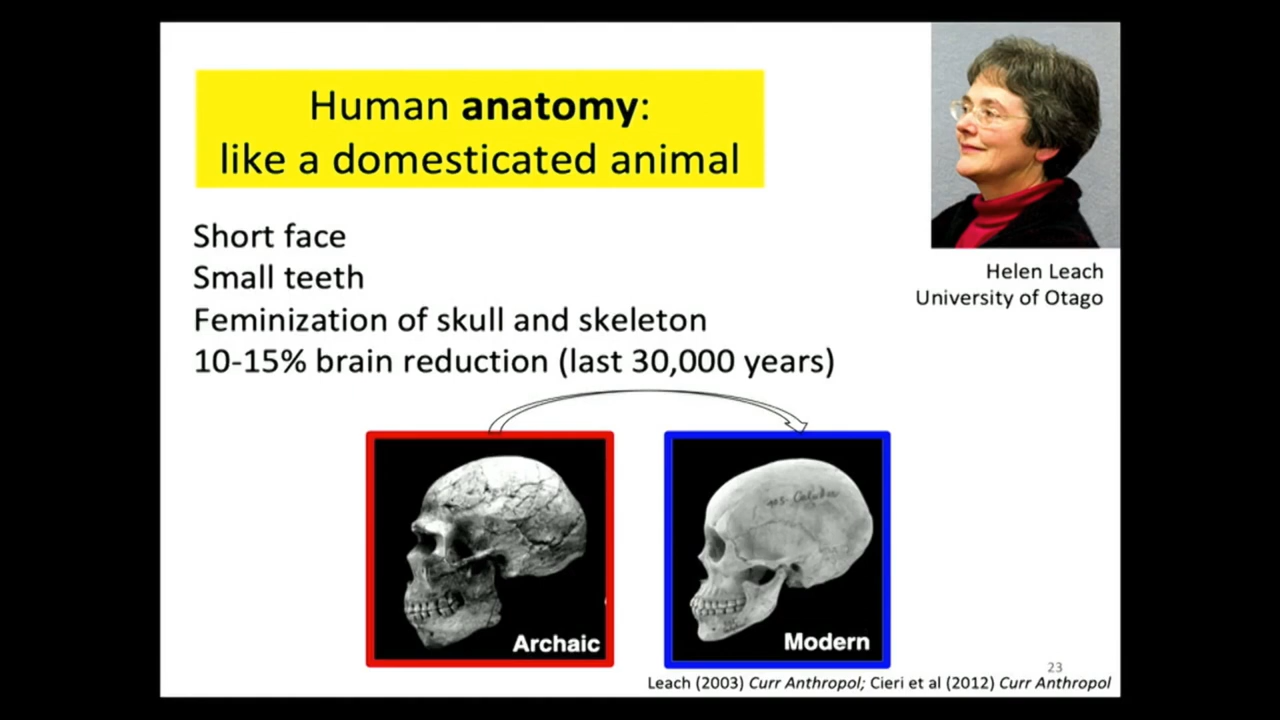 Human anatomy:
like a domesticated animal
Short face
Small teeth
Feminization of skull and skeleton
10-15% brain reduction (last 30,000 years)
Helen Leach
University of Otago
Archaic
Modern
23
Leach (2003) Curr Anthropol; Cieri et al (2012) Curr Anthropol